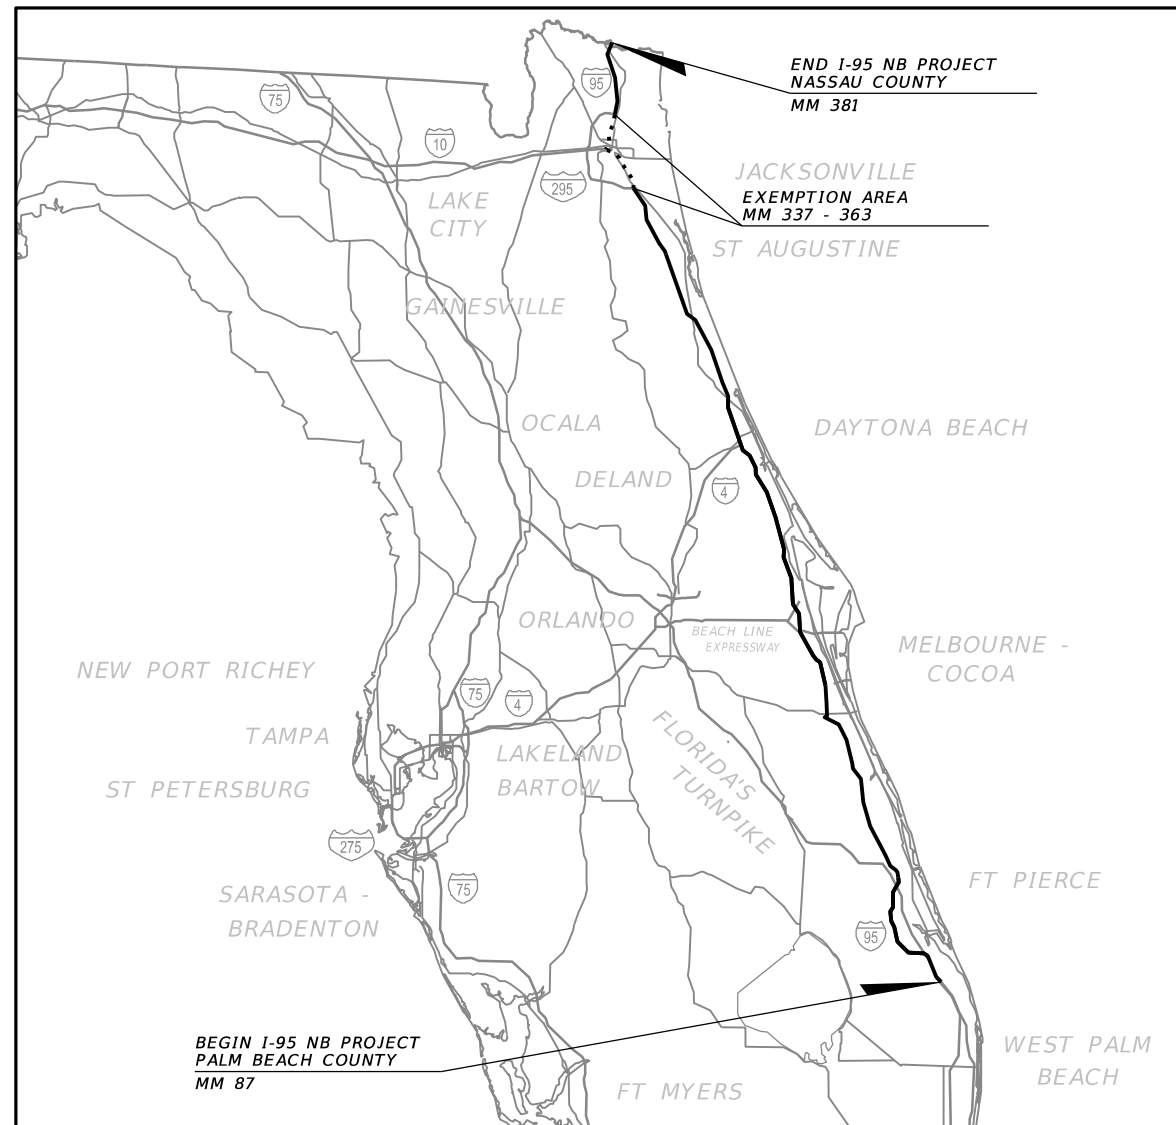 END I-95 NB PROJECT
NASSAU COUNTY
MM 381
75
95
10
JACKSONVILLE
295
EXEMPTION AREA
MM 337 - 363
LAKE
CITY
ST AUGUSTINE
GAINESVILLE
OCALA
DAYTONA BEACH
DELAND
4
ORLANDO
BEACH LINE
EXPRESSWAY
MELBOURNE -
COCOA
NEW PORT RICHEY
75
4
FLORIDA'S
TURNPIKE
TAMPA
LAKELAND
BARTOW
ST PETERSBURG
275
75
FT PIERCE
SARASOTA -
BRADENTON
95
BEGIN I-95 NB PROJECT
PALM BEACH COUNTY
MM 87
WEST PALM
BEACH
FT MYERS